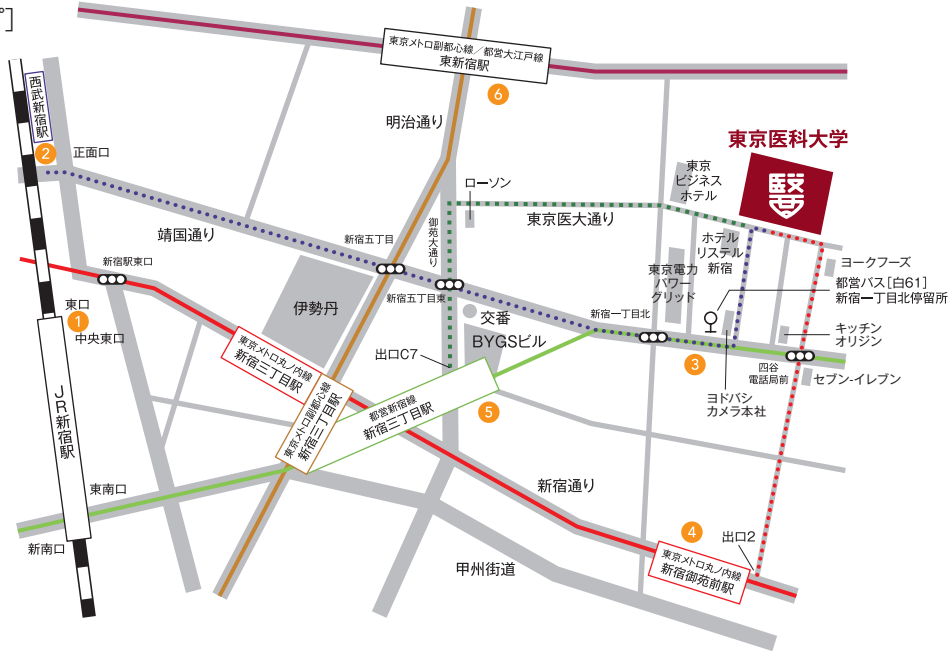 プ］
東京メトロ副都心線／都営大江戸線
東新宿駅
6
西武新宿駅
2
正面口
明治通り
東京医科大学
医
東京
ビジネス
ホテル
ローソン
東京医大通り
御苑大通り
靖国通り
新宿五丁目
ホテル
リステル
新宿
ヨークフーズ
新宿駅東口
東京電力
パワー
グリッド
都営バス［白61］
新宿一丁目北停留所
新宿五丁目東
伊勢丹
交番
新宿一丁目北
東口
1
中央東口
BYGSビル
キッチン
オリジン
出口C7
3
四谷
電話局前
セブン-イレブン
ヨドバシ
カメラ本社
東京メトロ丸ノ内線
新宿三丁目駅
JR新宿駅
都営新宿線
新宿三丁目駅
5
東京メトロ副都心線
新宿三丁目駅
東南口
新宿通り
新南口
4
出口2
東京メトロ丸ノ内線
新宿御苑前駅
甲州街道